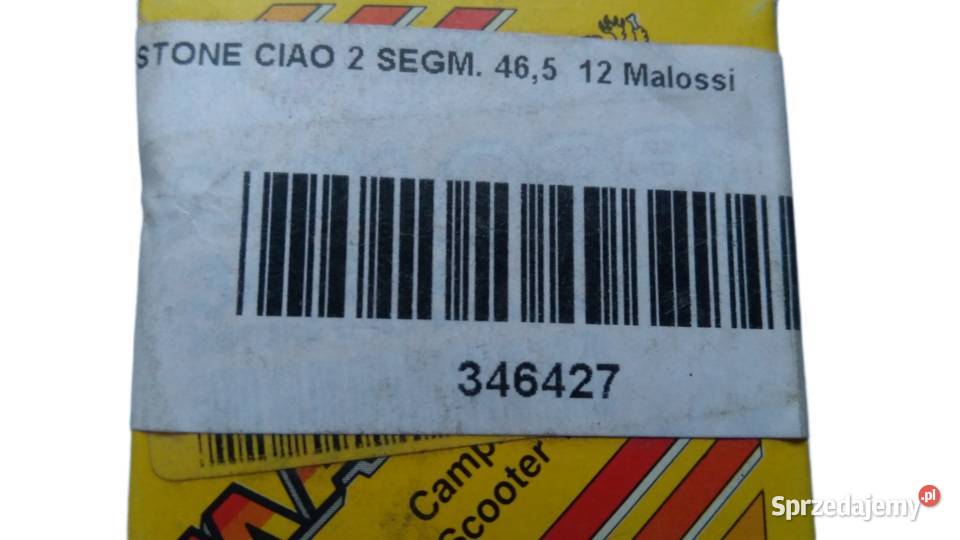 STONE CIAO 2 SEGM. 46,5 12 Malossi
346427
Camp
Scooter
Sprzedajemy.pl